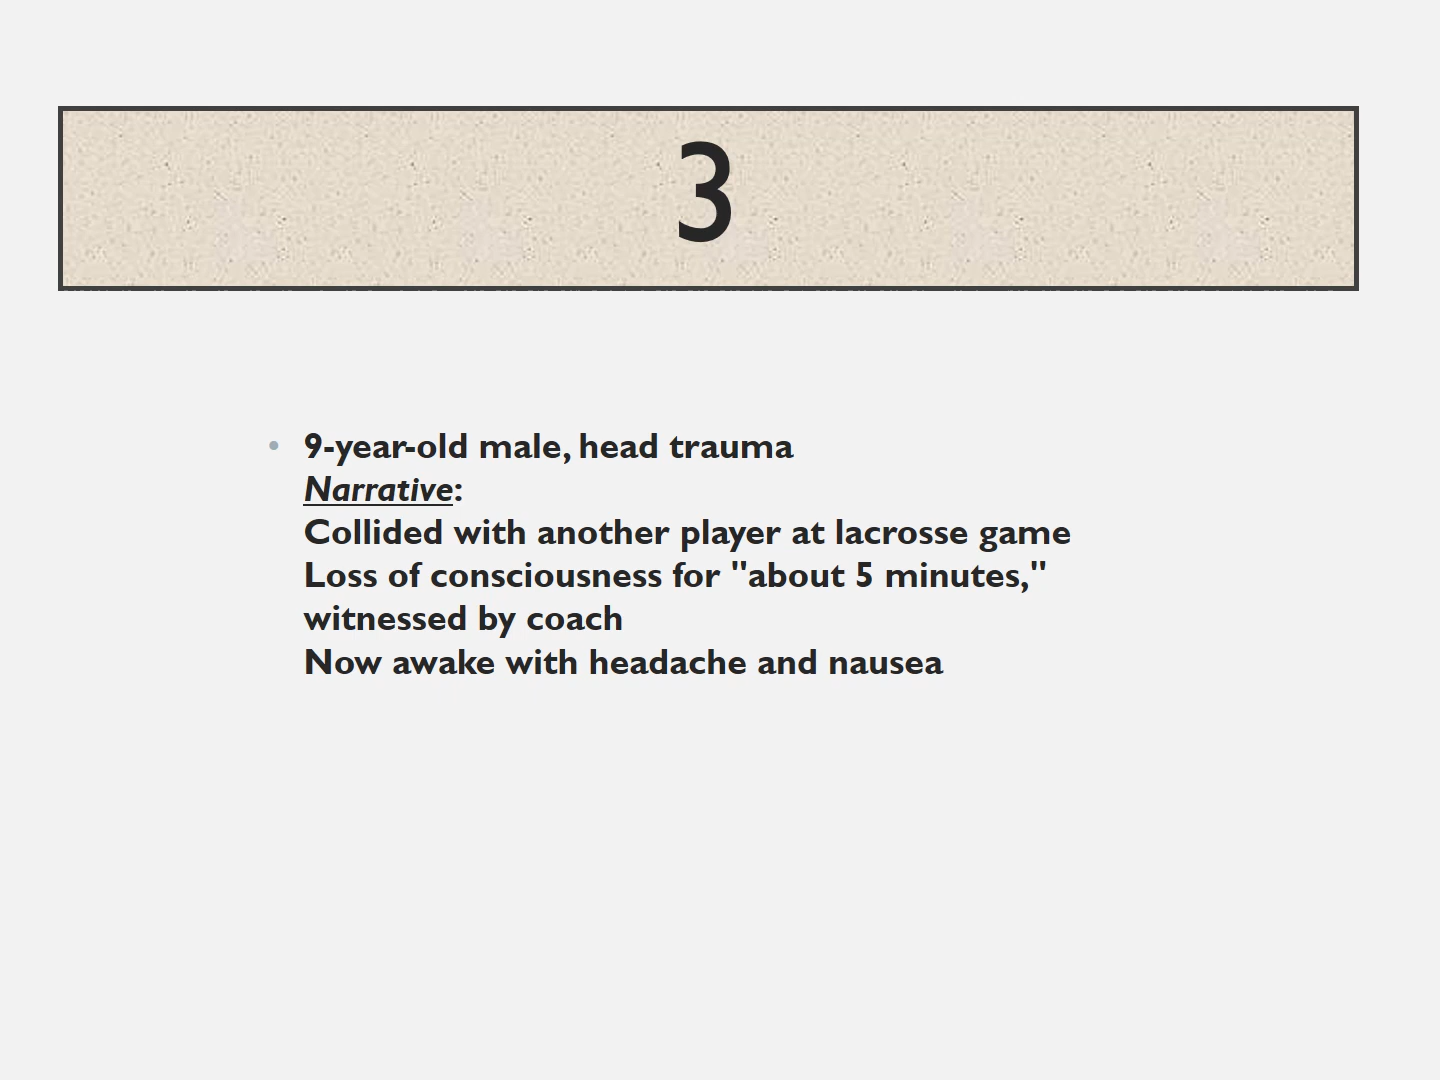 3
• 9-year-old male, head trauma
Narrative:
Collided with another player at lacrosse game
Loss of consciousness for "about 5 minutes,"
witnessed by coach
Now awake with headache and nausea